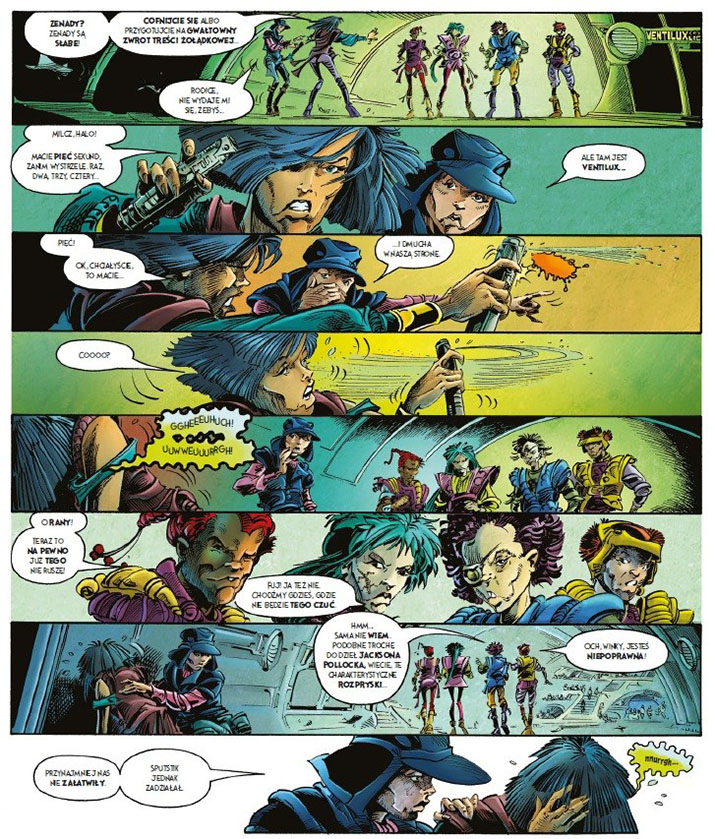 ZENADY?
ZENADY SĄ
SŁABE!
COFNIJCIE SIĘ ALBO
PRZYGOTUJCIE NA GWAŁTOWNY
ZWROT TREŚCI ŻOŁĄDKOWEJ...
RODICE,
NIE WYDAJE MI
SIĘ, ŻEBYŚ...
VENTILUX
MILCZ, HALO!
MACIE PIĘĆ SEKUND,
ZANIM WYSTRZELĘ. RAZ,
DWA, TRZY, CZTERY...
ALE TAM JEST
VENTILUX...
PIĘĆ!
OK, CHCIAŁYŚCIE,
TO MACIE...
...I DMUCHA
W NASZĄ STRONĘ.
COOOO?
GGHEEEUHUCH!
UUWWEUUURRGH!
O RANY!
TERAZ TO
NA PEWNO
JUŻ TEGO
NIE RUSZĘ!
FUJ! JA TEŻ NIE.
CHODŹMY GDZIEŚ, GDZIE
NIE BĘDZIE TEGO CZUĆ.
HMM...
SAMA NIE WIEM.
PODOBNE TROCHĘ
DO DZIEŁ JACKSONA
POLLOCKA, WIECIE, TE
CHARAKTERYSTYCZNE
ROZPRYSKI...
OCH, WINKY, JESTEŚ
NIEPOPRAWNA!
PRZYNAJMNIEJ NAS
NIE ZAŁATWIŁY.
SPUTSTIK
JEDNAK
ZADZIAŁAŁ.
nnurrgh...